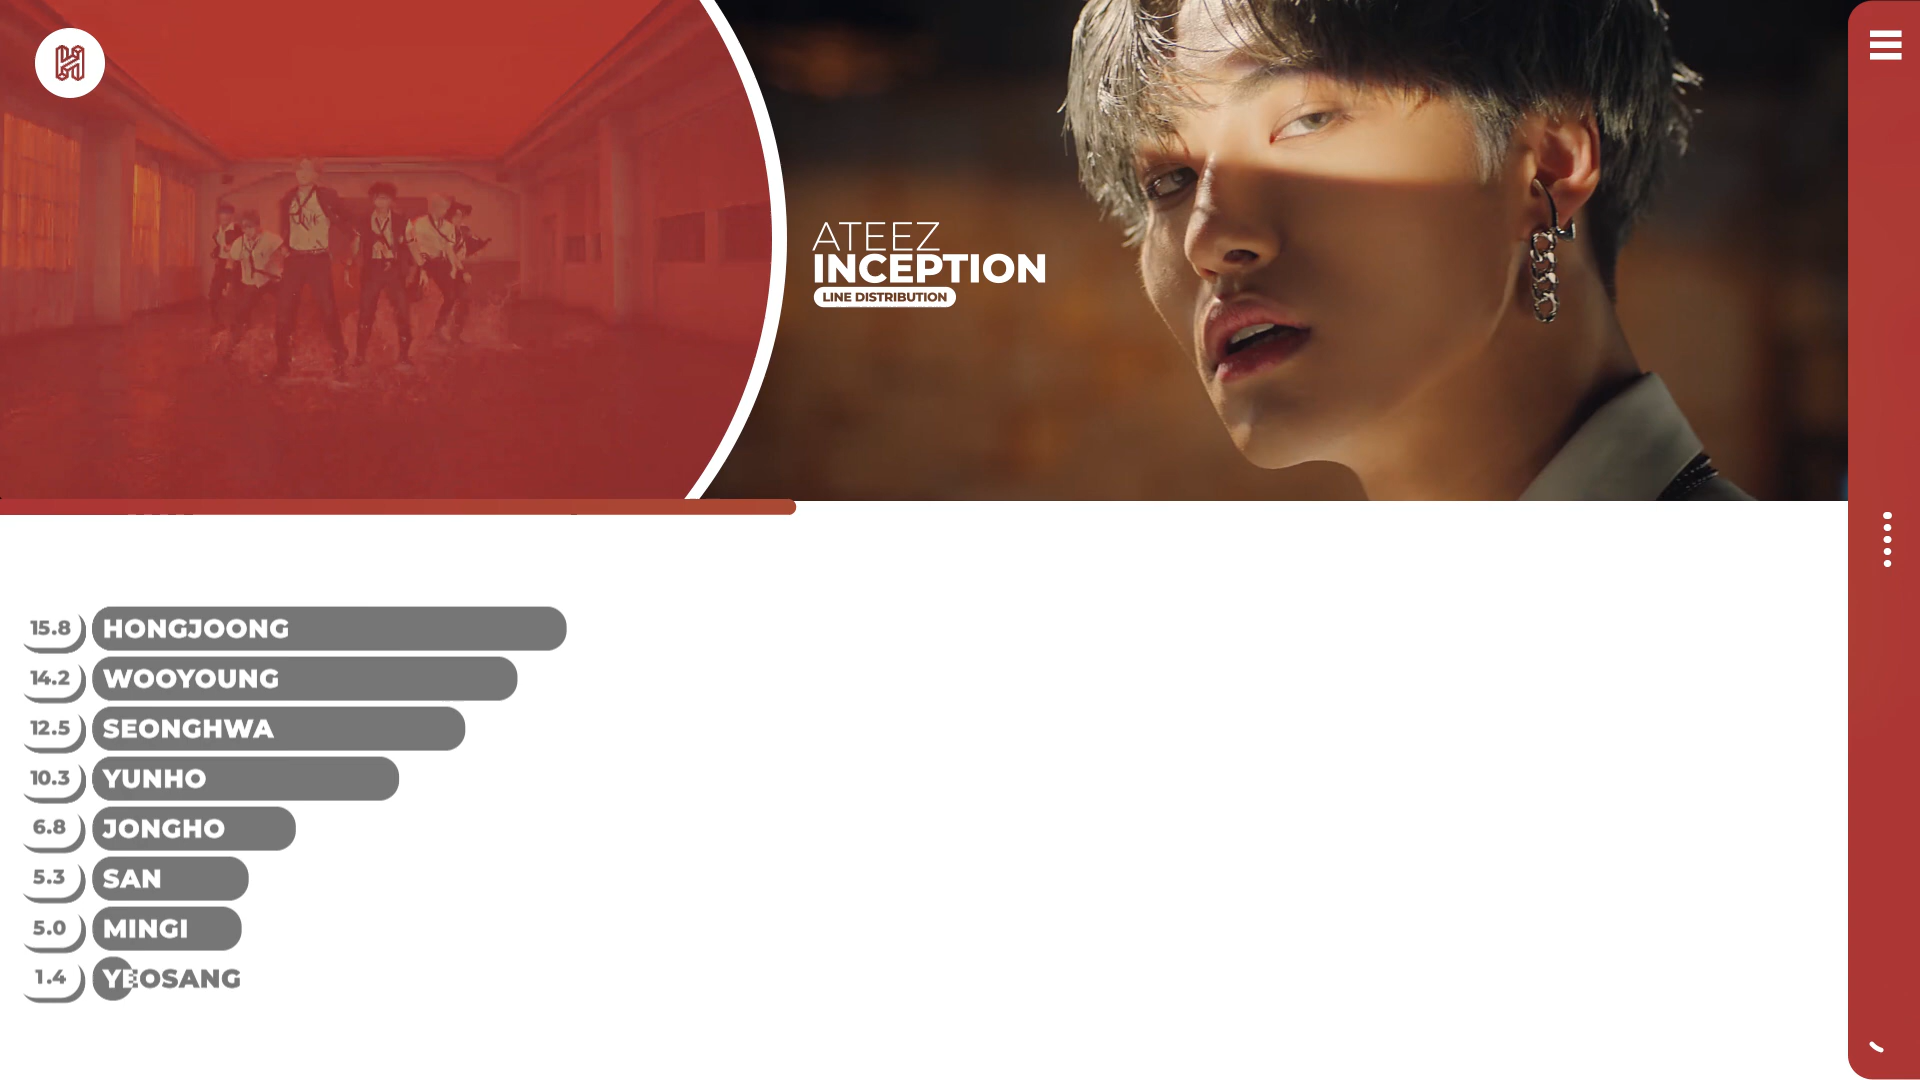 ATEEZ
INCEPTION
LINE DISTRIBUTION
15.8 HONGJOONG
14.2 WOOYOUNG
12.5 SEONGHWA
10.3 YUNHO
6.8 JONGHO
5.3 SAN
5.0 MINGI
1.4 YEOSANG